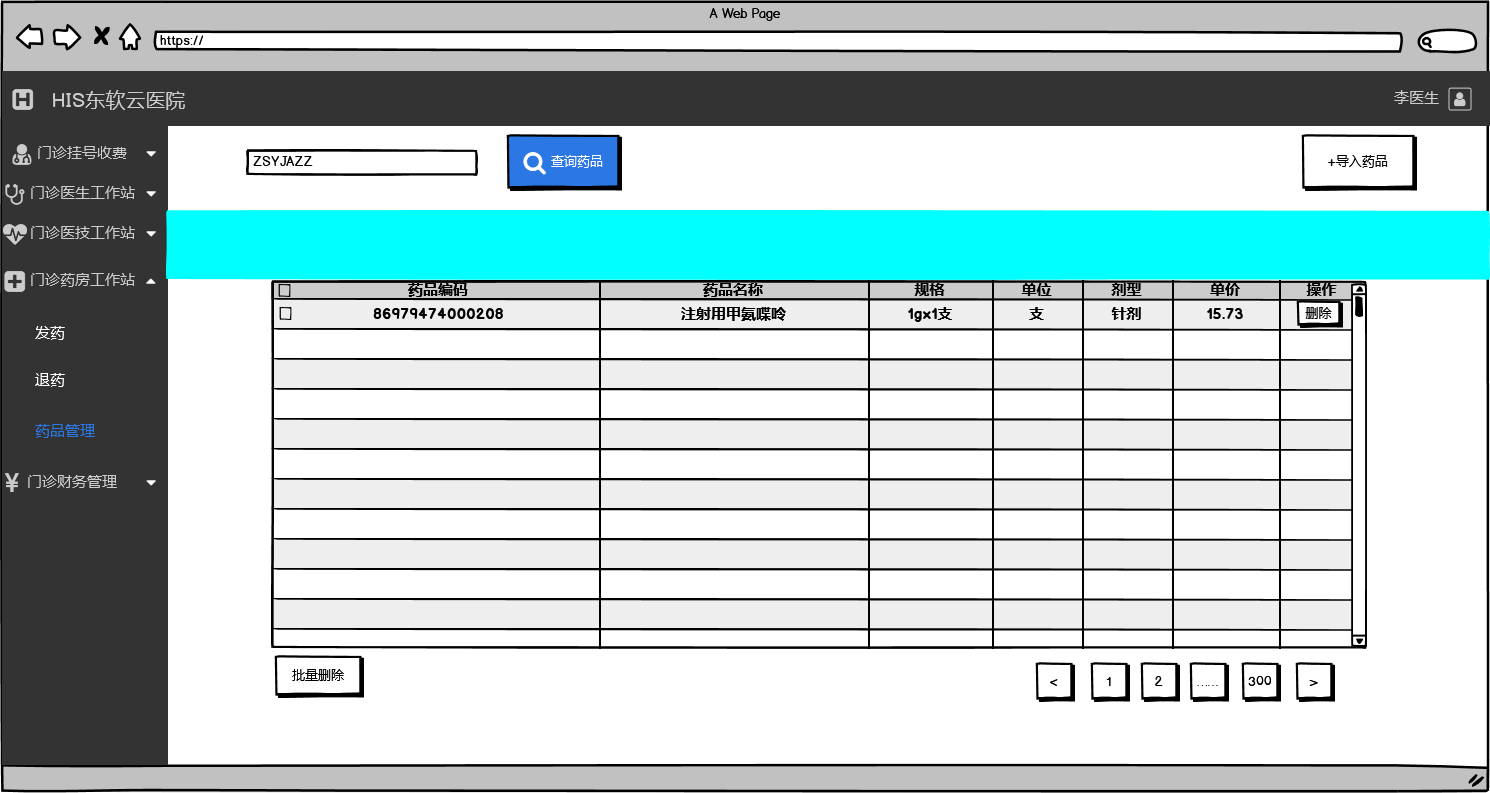 A Web Page
https://
HIS东软云医院
李医生
门诊挂号收费
门诊医生工作站
门诊医技工作站
门诊药房工作站
发药
退药
药品管理
¥ 门诊财务管理
ZSYJAZZ
查询药品
+导入药品
药品编码 药品名称 规格 单位 剂型 单价 操作
86979474000208 注射用甲氨喋呤 1gx1支 支 针剂 15.73 删除
批量删除
< 1 2 ...... 300 >